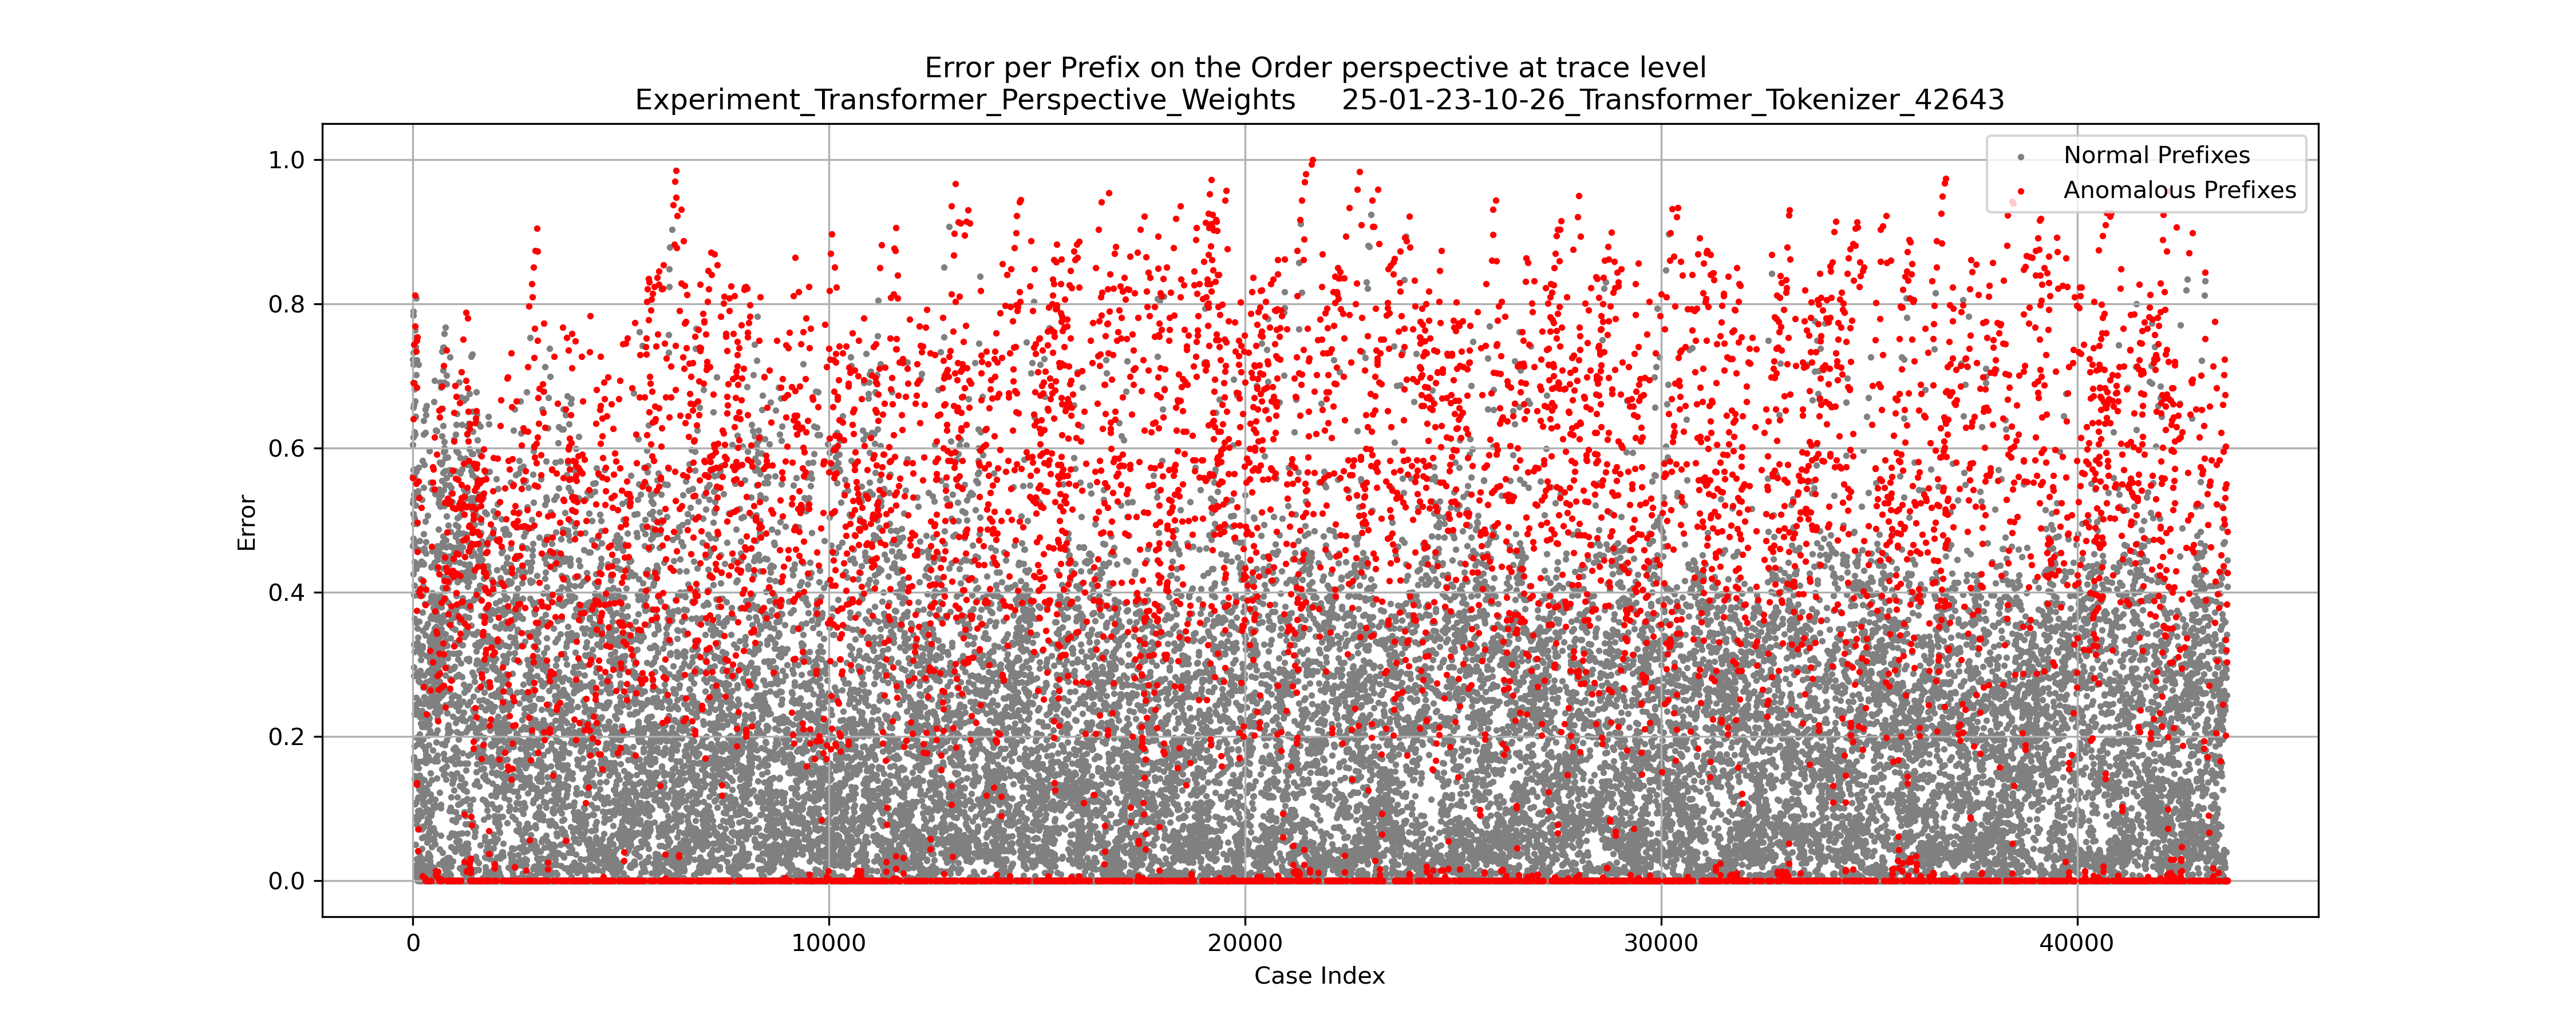 Error per Prefix on the Order perspective at trace level
Experiment_Transformer_Perspective_Weights 25-01-23-10-26_Transformer_Tokenizer_42643
Normal Prefixes
Anomalous Prefixes
Error
1.0
0.8
0.6
0.4
0.2
0.0
0 10000 20000 30000 40000
Case Index